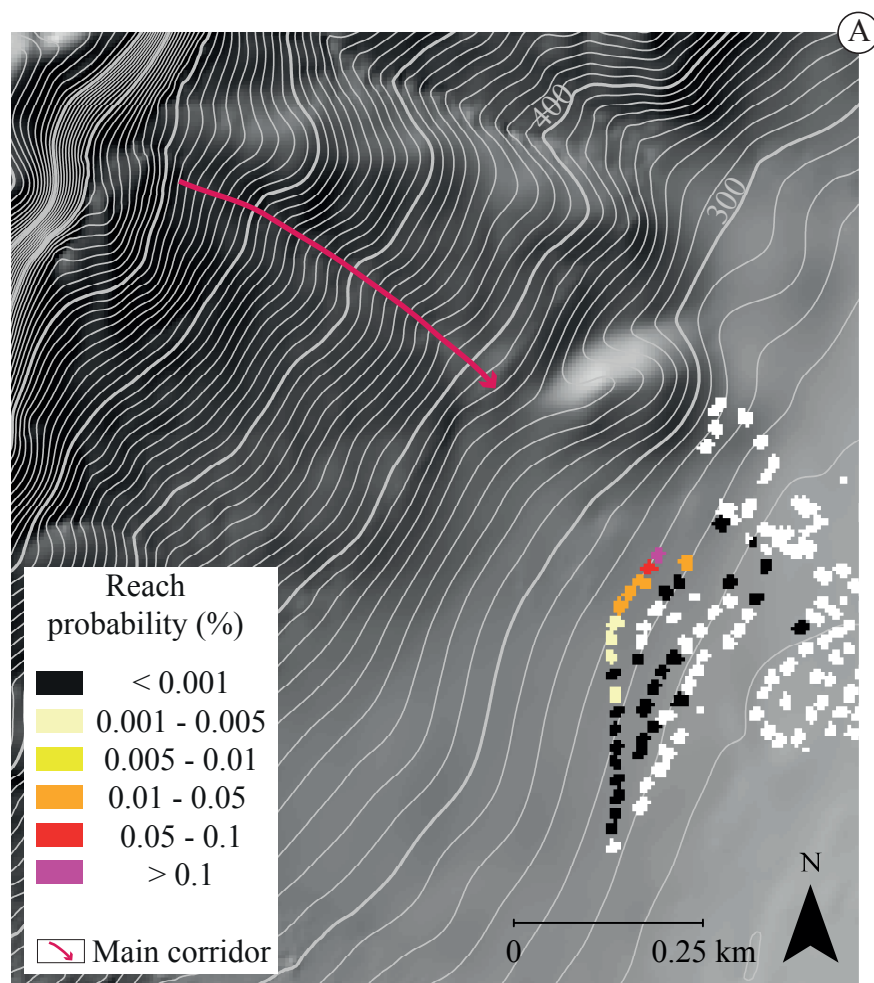 A
400
300
Reach
probability (%)
< 0.001
0.001 - 0.005
0.005 - 0.01
0.01 - 0.05
0.05 - 0.1
> 0.1
Main corridor
N
0 0.25 km